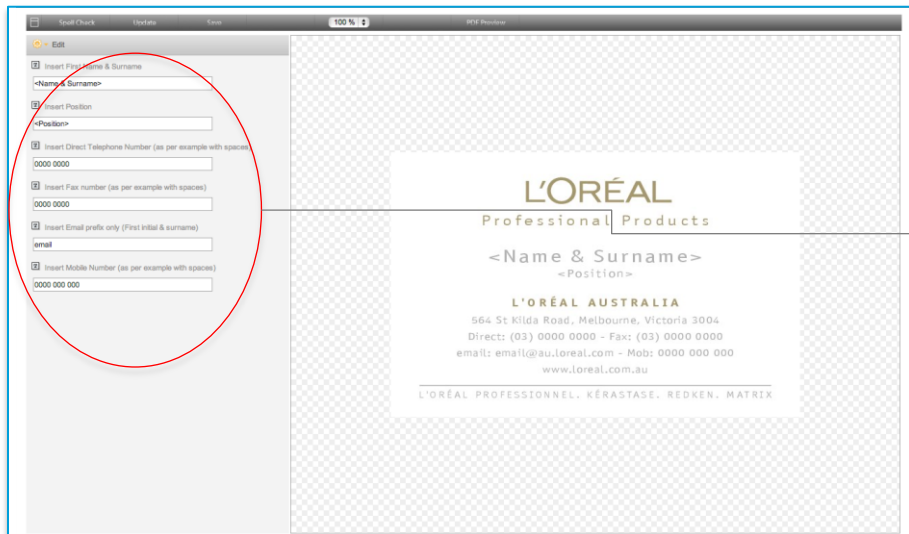 Spell Check Update Save 100 % PDF Preview
Edit
Insert First Name & Surname
<Name & Surname>
Insert Position
<Position>
Insert Direct Telephone Number (as per example with spaces)
0000 0000
Insert Fax number (as per example with spaces)
0000 0000
Insert Email prefix only (First initial & surname)
email
Insert Mobile Number (as per example with spaces)
0000 000 000
L'ORÉAL
Professional Products
<Name & Surname>
<Position>
L'ORÉAL AUSTRALIA
564 St Kilda Road, Melbourne, Victoria 3004
Direct: (03) 0000 0000 - Fax: (03) 0000 0000
email: email@au.loreal.com - Mob: 0000 000 000
www.loreal.com.au
L'ORÉAL PROFESSIONNEL. KÉRASTASE. REDKEN. MATRIX